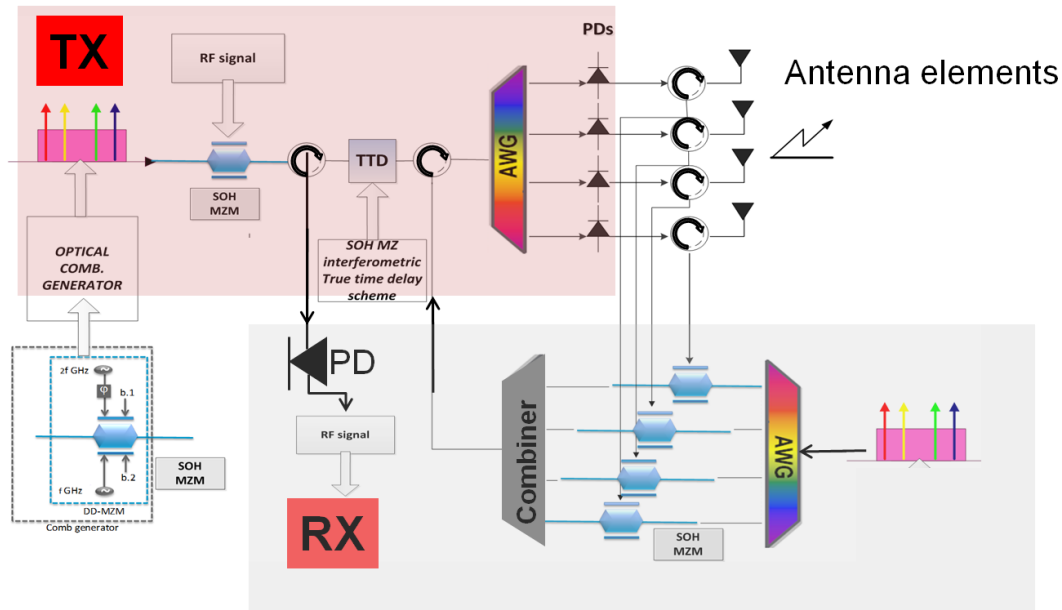 TX
RF signal
PDs
Antenna elements
AWG
TTD
SOH
MZM
OPTICAL
COMB.
GENERATOR
SOH MZ
interferometric
True time delay
scheme
2f GHz
φ
b.1
SOH
MZM
b.2
f GHz
DD-MZM
Comb generator
PD
RF signal
RX
Combiner
AWG
SOH
MZM